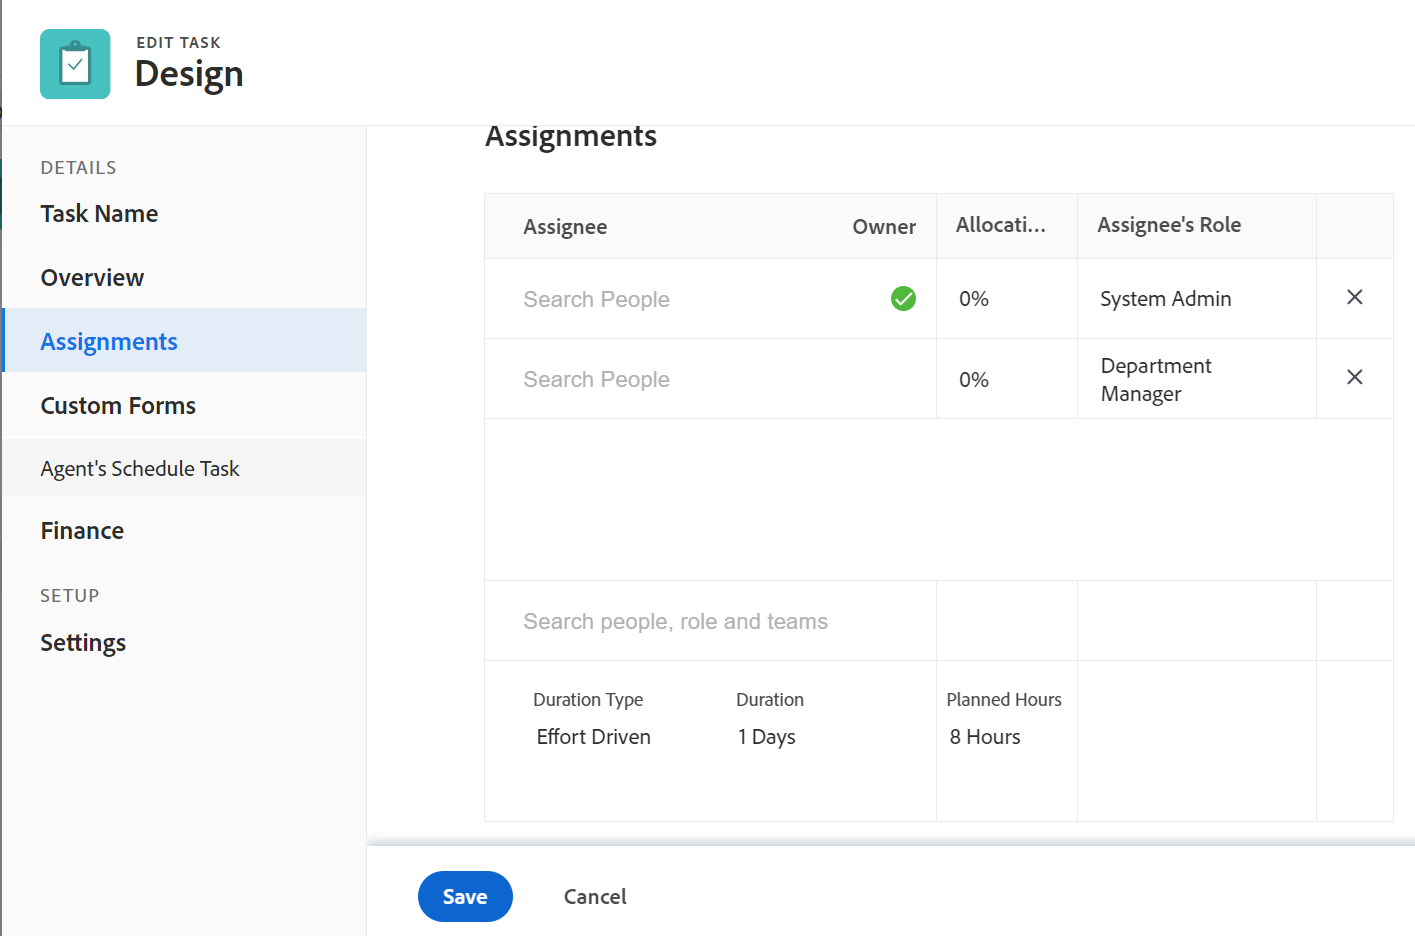 EDIT TASK
Design
DETAILS
Task Name
Overview
Assignments
Custom Forms
Agent's Schedule Task
Finance
SETUP
Settings
Assignments
Assignee Owner Allocati... Assignee's Role
Search People 0% System Admin
Search People 0% Department
Manager
Search people, role and teams
Duration Type Duration Planned Hours
Effort Driven 1 Days 8 Hours
Save Cancel